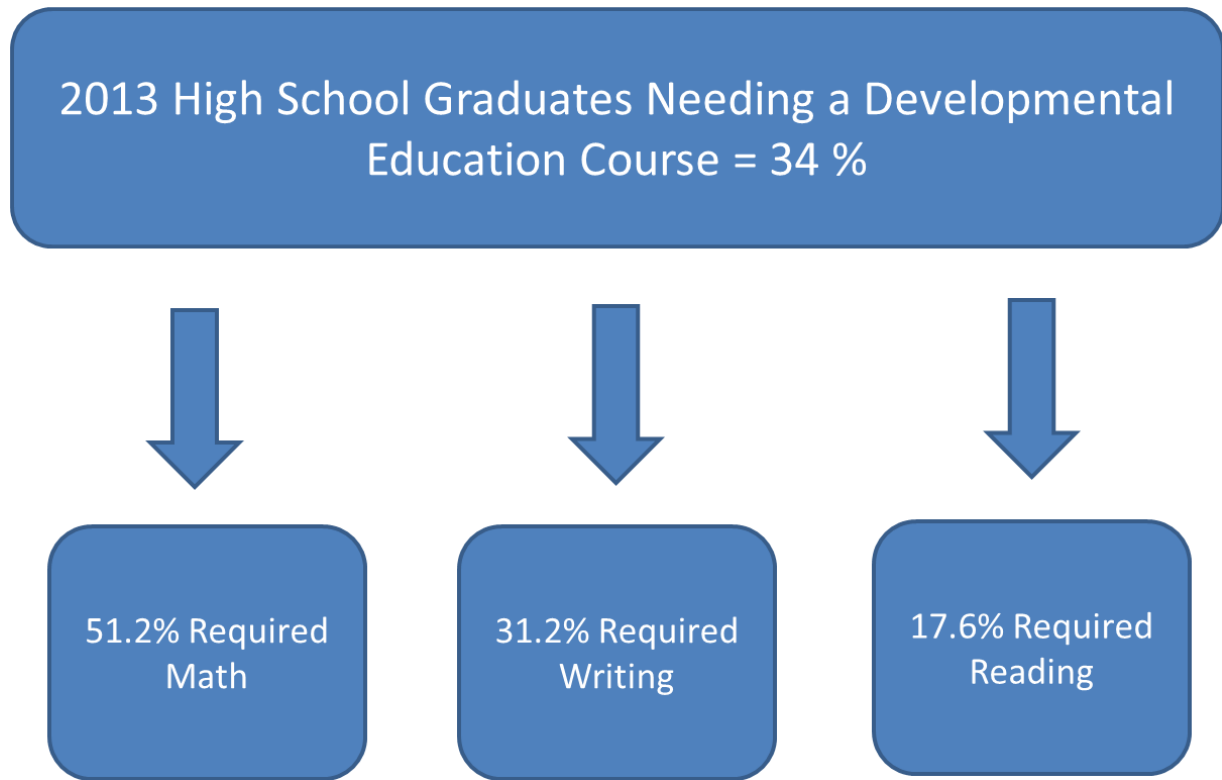 2013 High School Graduates Needing a Developmental
Education Course = 34 %
51.2% Required
Math
31.2% Required
Writing
17.6% Required
Reading